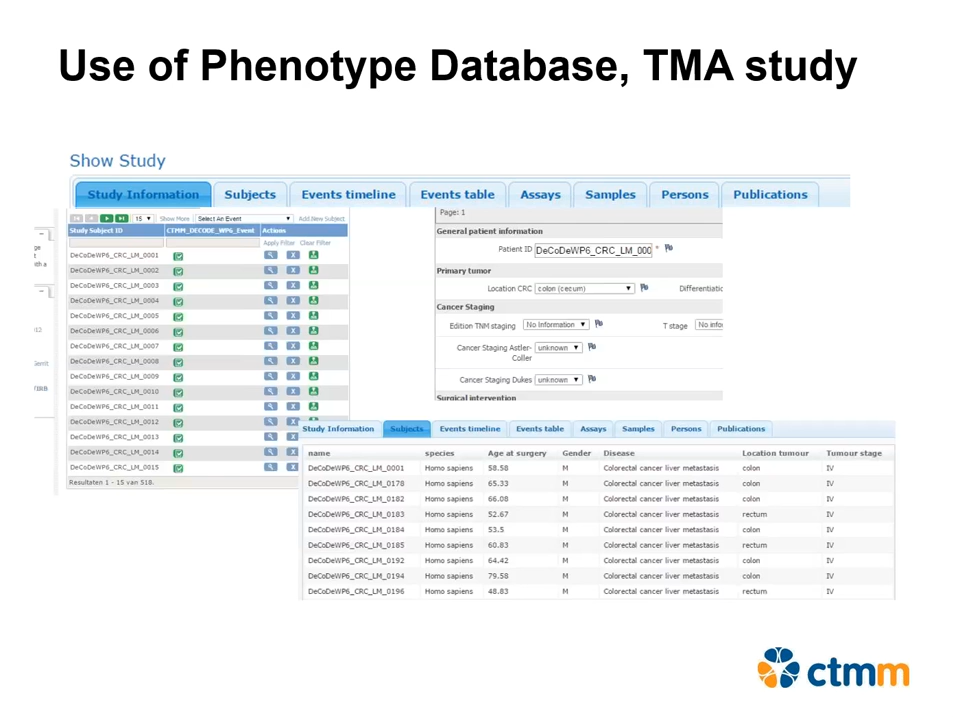 Use of Phenotype Database, TMA study
Show Study
Study Information Subjects Events timeline Events table Assays Samples Persons Publications
15 Show More Select An Event Add New Subject
Study Subject ID CTMM_DECODE_WP6_Event Actions
Apply Filter Clear Filter
DeCoDeWP6_CRC_LM_0001
DeCoDeWP6_CRC_LM_0002
DeCoDeWP6_CRC_LM_0003
DeCoDeWP6_CRC_LM_0004
DeCoDeWP6_CRC_LM_0005
DeCoDeWP6_CRC_LM_0006
DeCoDeWP6_CRC_LM_0007
DeCoDeWP6_CRC_LM_0008
DeCoDeWP6_CRC_LM_0009
DeCoDeWP6_CRC_LM_0010
DeCoDeWP6_CRC_LM_0011
DeCoDeWP6_CRC_LM_0012
DeCoDeWP6_CRC_LM_0013
DeCoDeWP6_CRC_LM_0014
DeCoDeWP6_CRC_LM_0015
Resultaten 1 - 15 van 518.
Page: 1
General patient information
Patient ID DeCoDeWP6_CRC_LM_000 *
Primary tumor
Location CRC colon (cecum) Differentiatic
Cancer Staging
Edition TNM staging No Information T stage No infor
Cancer Staging Astler-Coller unknown
Cancer Staging Dukes unknown
Surgical intervention
Study Information Subjects Events timeline Events table Assays Samples Persons Publications
name species Age at surgery Gender Disease Location tumour Tumour stage
DeCoDeWP6_CRC_LM_0001 Homo sapiens 58.58 M Colorectal cancer liver metastasis colon IV
DeCoDeWP6_CRC_LM_0178 Homo sapiens 65.33 M Colorectal cancer liver metastasis colon IV
DeCoDeWP6_CRC_LM_0182 Homo sapiens 66.08 M Colorectal cancer liver metastasis colon IV
DeCoDeWP6_CRC_LM_0183 Homo sapiens 52.67 M Colorectal cancer liver metastasis rectum IV
DeCoDeWP6_CRC_LM_0184 Homo sapiens 53.5 M Colorectal cancer liver metastasis colon IV
DeCoDeWP6_CRC_LM_0185 Homo sapiens 60.83 M Colorectal cancer liver metastasis rectum IV
DeCoDeWP6_CRC_LM_0192 Homo sapiens 64.42 M Colorectal cancer liver metastasis colon IV
DeCoDeWP6_CRC_LM_0194 Homo sapiens 79.58 M Colorectal cancer liver metastasis colon IV
DeCoDeWP6_CRC_LM_0196 Homo sapiens 48.83 M Colorectal cancer liver metastasis rectum IV
ctmm